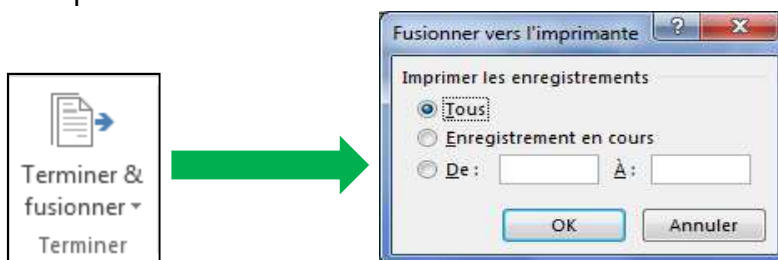 Terminer &
fusionner
Terminer
Fusionner vers l'imprimante
Imprimer les enregistrements
Tous
Enregistrement en cours
De : À :
OK Annuler